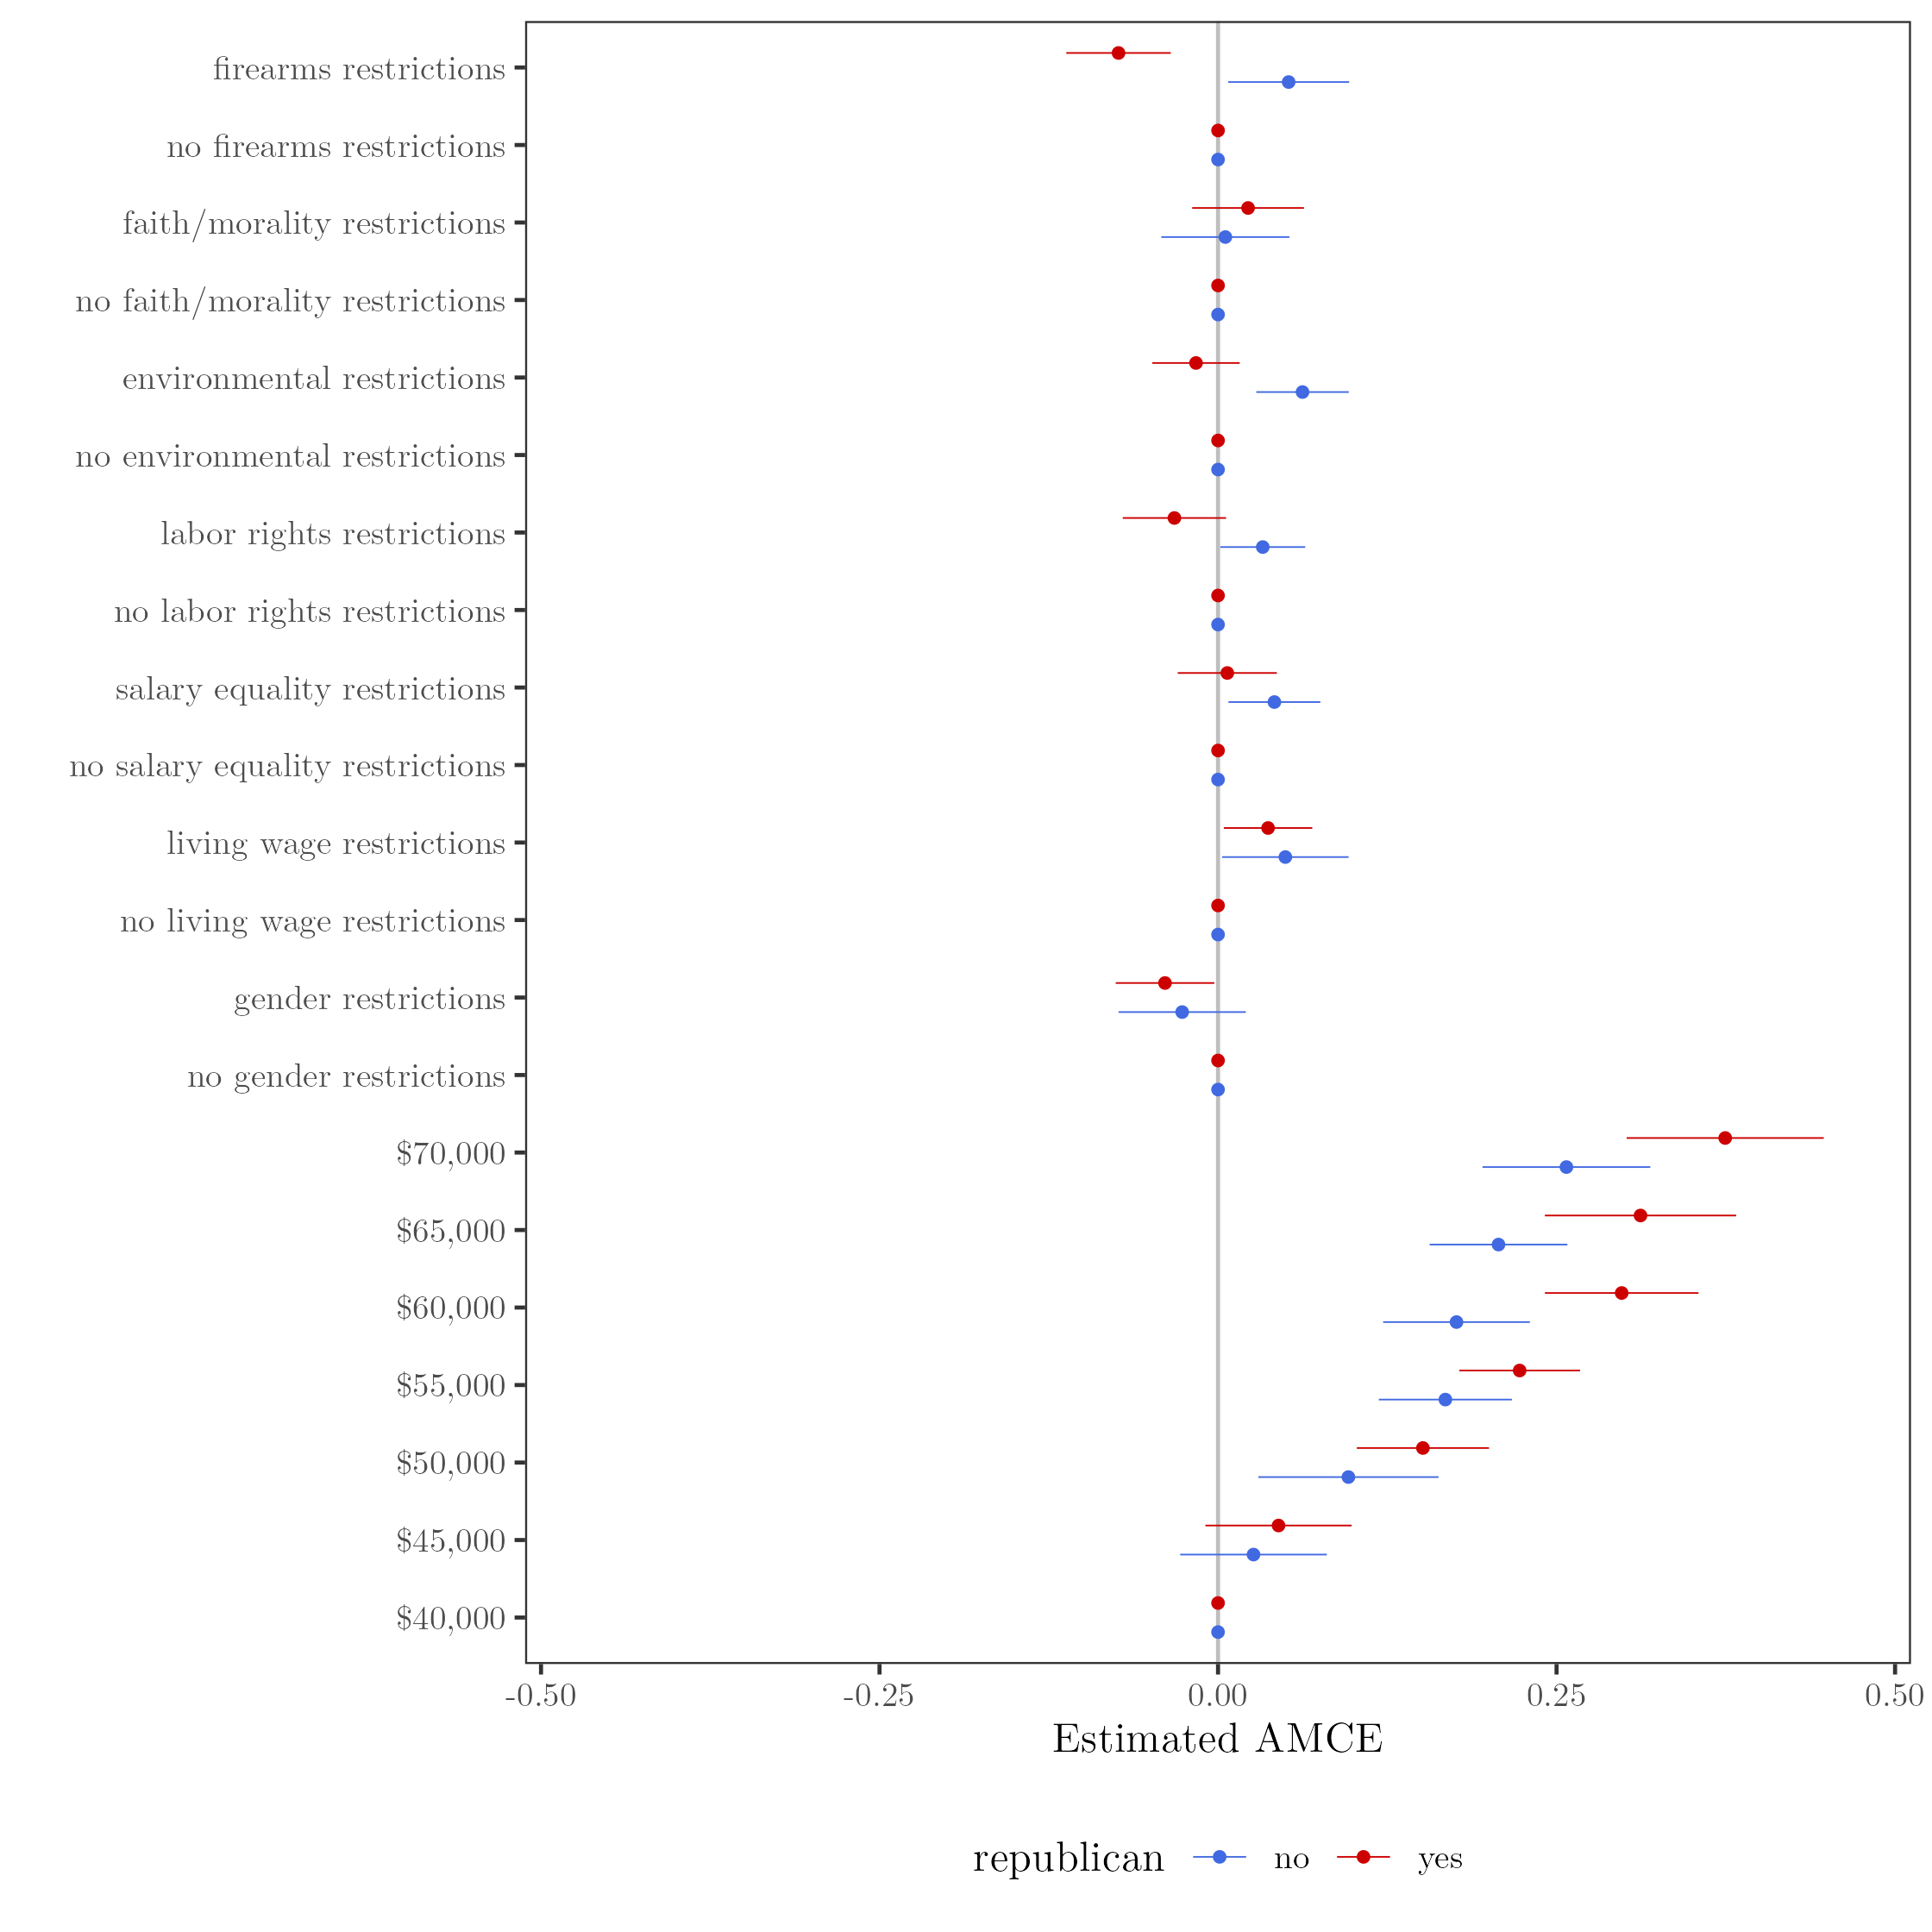 firearms restrictions
no firearms restrictions
faith/morality restrictions
no faith/morality restrictions
environmental restrictions
no environmental restrictions
labor rights restrictions
no labor rights restrictions
salary equality restrictions
no salary equality restrictions
living wage restrictions
no living wage restrictions
gender restrictions
no gender restrictions
$70,000
$65,000
$60,000
$55,000
$50,000
$45,000
$40,000
-0.50 -0.25 0.00 0.25 0.50
Estimated AMCE
republican no yes